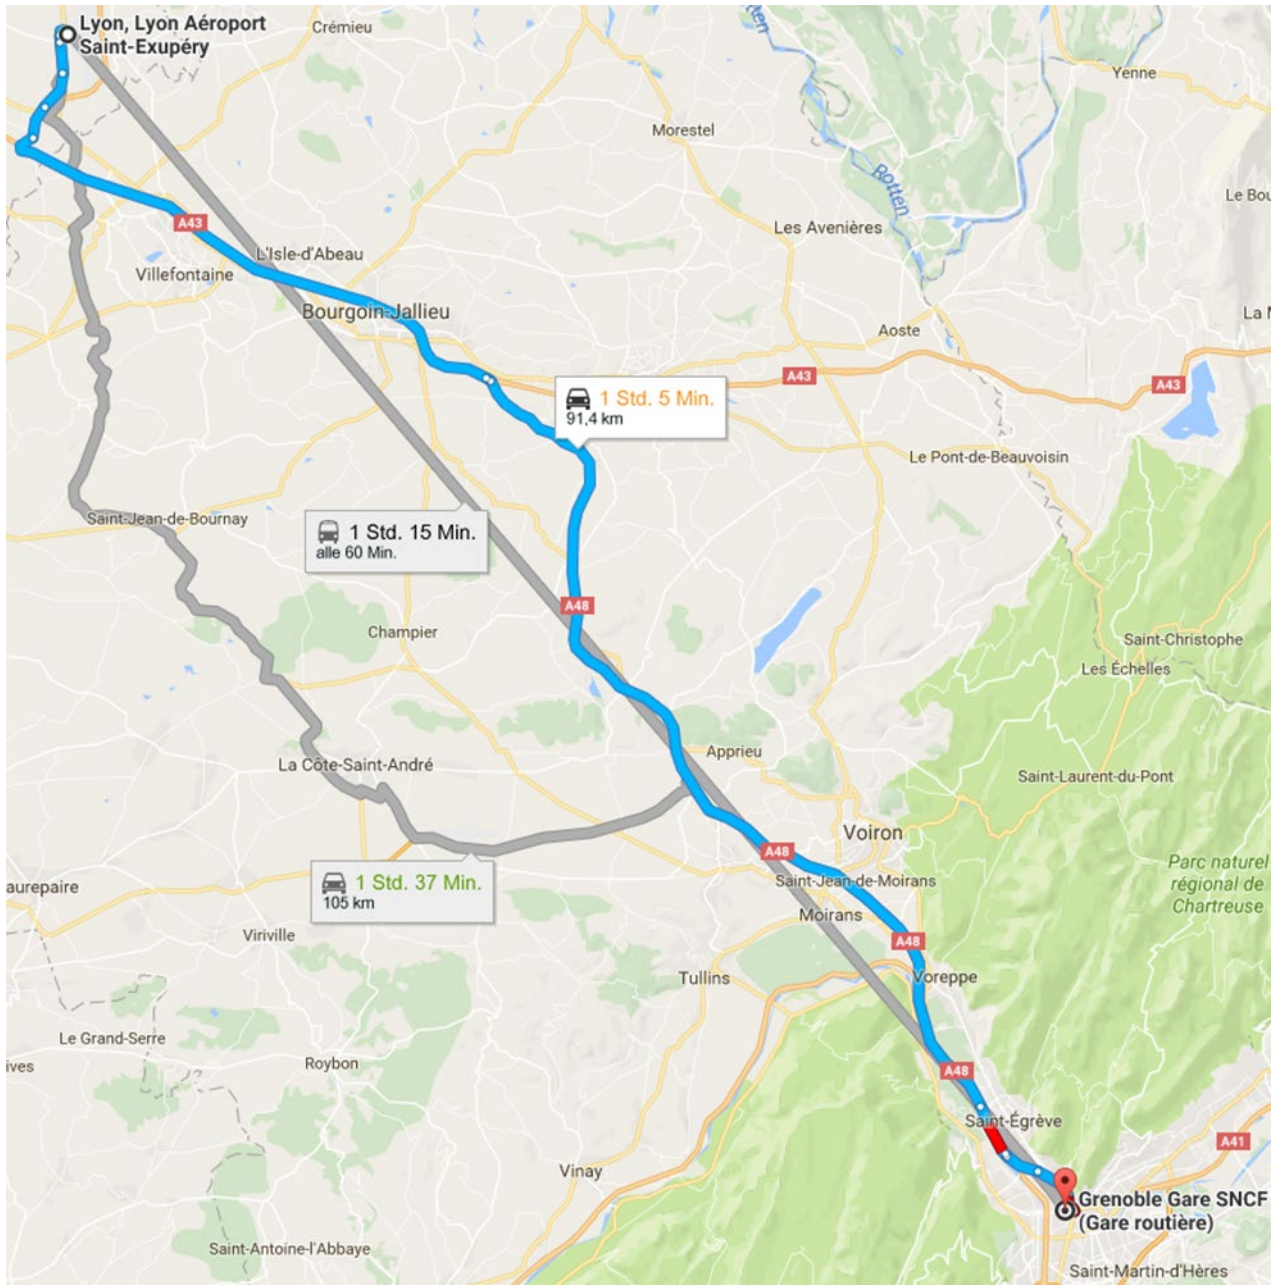 Lyon, Lyon Aéroport
Saint-Exupéry
Crémieu
Rotten
Yenne
Morestel
Rotten
Le Bou
Les Avenières
A43
L'Isle-d'Abeau
Villefontaine
Bourgoin-Jallieu
La M
Aoste
A43
A43
1 Std. 5 Min.
91,4 km
Le Pont-de-Beauvoisin
Saint-Jean-de-Bournay
1 Std. 15 Min.
alle 60 Min.
A48
Champier
Saint-Christophe
Les Échelles
Apprieu
La Côte-Saint-André
Saint-Laurent-du-Pont
Voiron
A48
Parc naturel
régional de
Chartreuse
1 Std. 37 Min.
105 km
Saint-Jean-de-Moirans
aurepaire
Moirans
Viriville
A48
Tullins
Voreppe
Le Grand-Serre
Roybon
ives
A48
Saint-Égrève
A41
Vinay
Grenoble Gare SNCF
(Gare routière)
Saint-Antoine-l'Abbaye
Saint-Martin-d'Hères